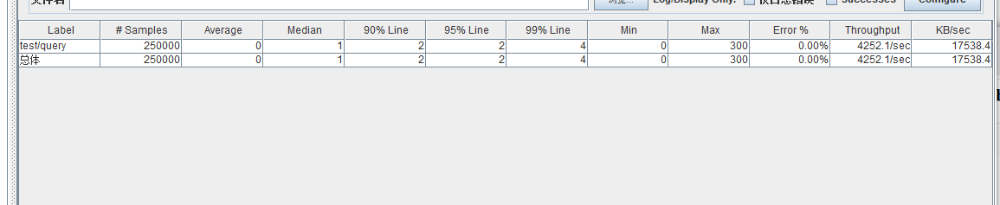 文件名 浏览... Log/Display Only: 仅日志错误 Successes Configure
Label # Samples Average Median 90% Line 95% Line 99% Line Min Max Error % Throughput KB/sec
test/query 250000 0 1 2 2 4 0 300 0.00% 4252.1/sec 17538.4
总体 250000 0 1 2 2 4 0 300 0.00% 4252.1/sec 17538.4